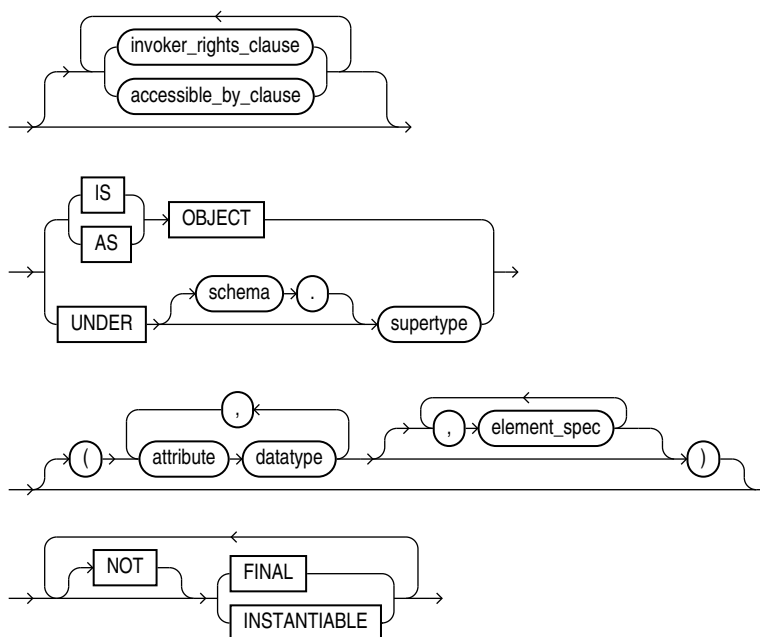 invoker_rights_clause
accessible_by_clause
IS
AS
OBJECT
UNDER
schema
.
supertype
(
attribute
,
datatype
, element_spec
)
NOT
FINAL
INSTANTIABLE